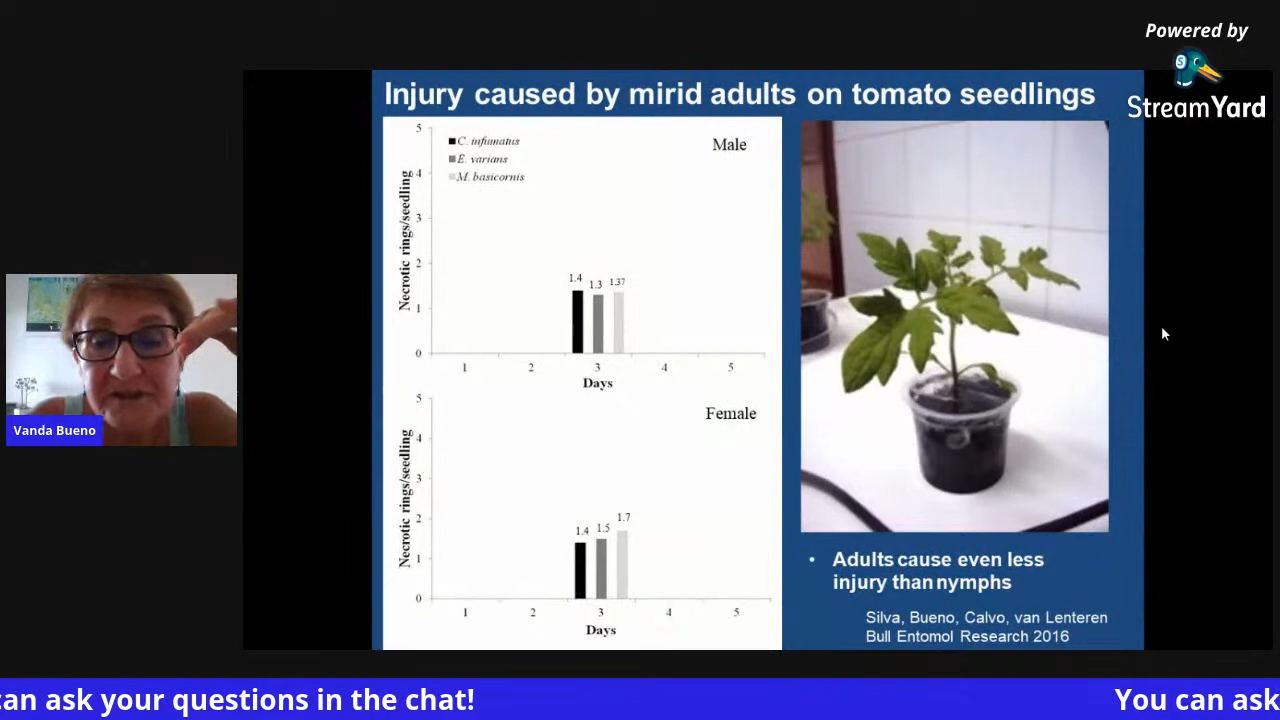 Powered by
StreamYard
Injury caused by mirid adults on tomato seedlings
5
4
3
2
1
0
Necrotic rings/seedling
C. infumatus
E. varians
M. basicornis
Male
1.4
1.3
1.37
1
2
3
4
5
Days
5
4
3
2
1
0
Necrotic rings/seedling
Female
1.4
1.5
1.7
1
2
3
4
5
Days
• Adults cause even less
injury than nymphs
Silva, Bueno, Calvo, van Lenteren
Bull Entomol Research 2016
Vanda Bueno
can ask your questions in the chat!
You can ask